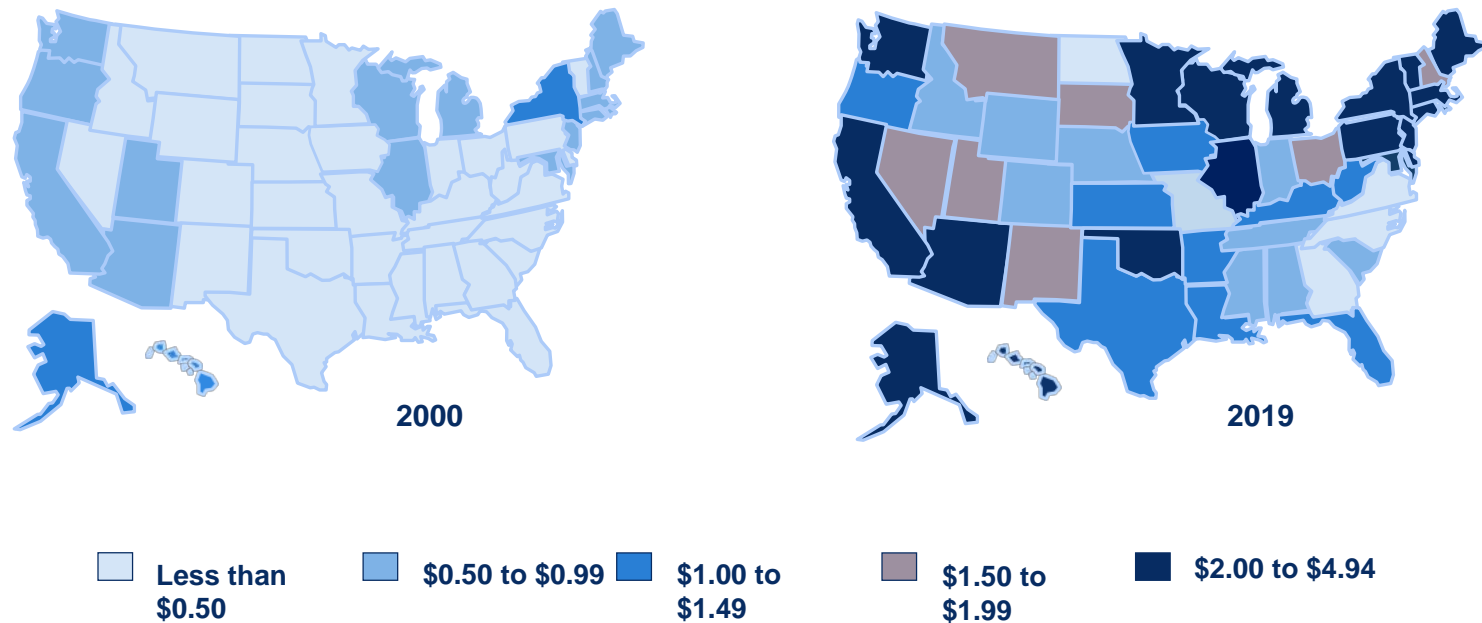 2000
2019
Less than
$0.50
$0.50 to $0.99
$1.00 to
$1.49
$1.50 to
$1.99
$2.00 to $4.94